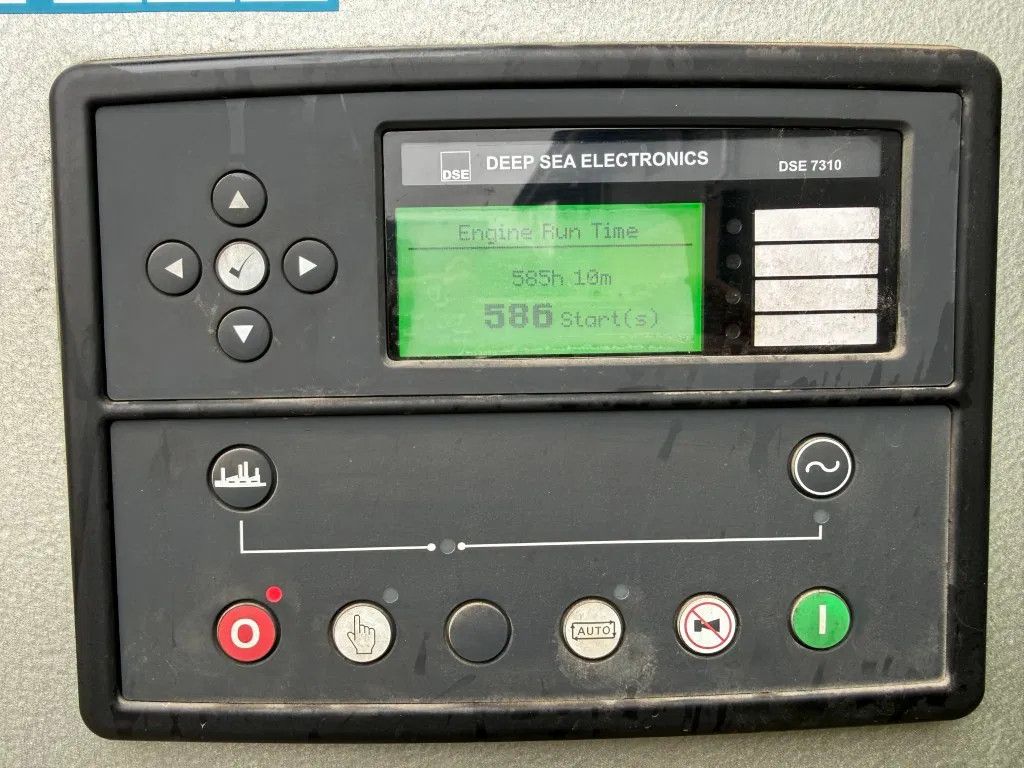 DSE
DEEP SEA ELECTRONICS
DSE 7310
Engine Run Time
585h 10m
586 Start(s)
O
AUTO
I